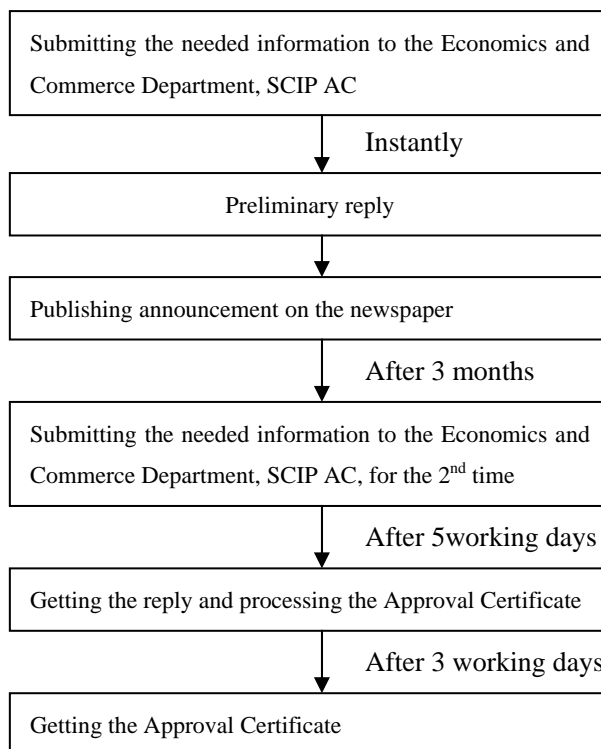 Submitting the needed information to the Economics and
Commerce Department, SCIP AC
Instantly
Preliminary reply
Publishing announcement on the newspaper
After 3 months
Submitting the needed information to the Economics and
Commerce Department, SCIP AC, for the 2nd time
After 5working days
Getting the reply and processing the Approval Certificate
After 3 working days
Getting the Approval Certificate